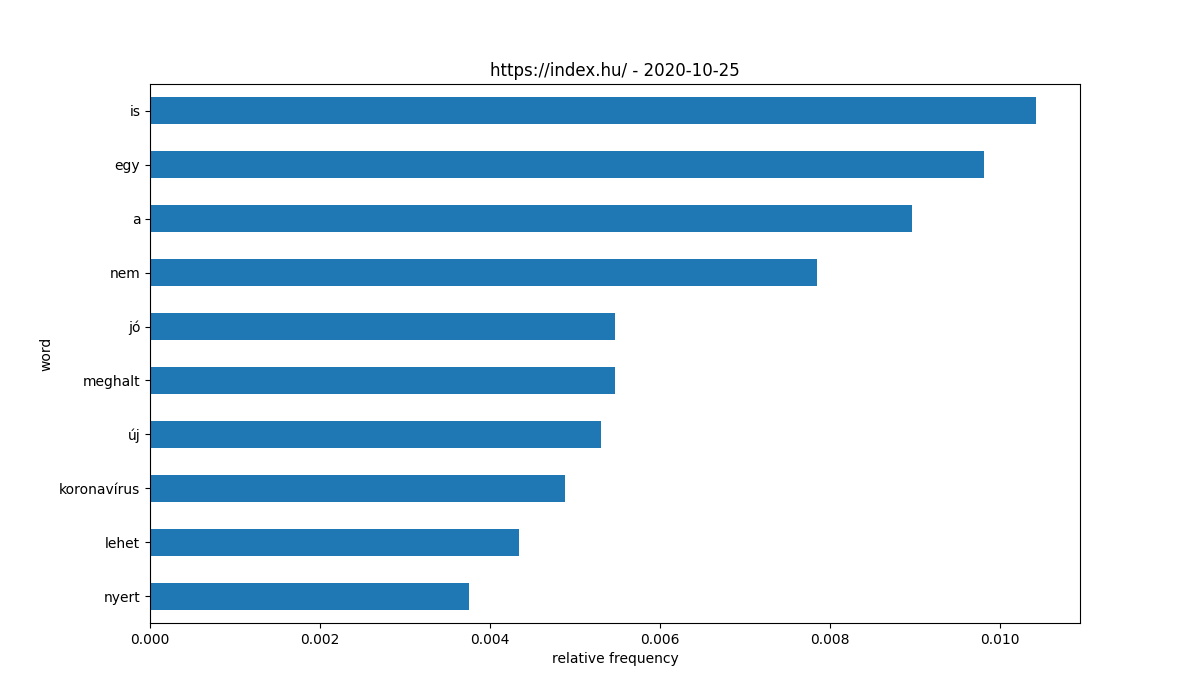 https://index.hu/ - 2020-10-25
is
egy
a
nem
jó
meghalt
új
koronavírus
lehet
nyert
word
0.000 0.002 0.004 0.006 0.008 0.010
relative frequency